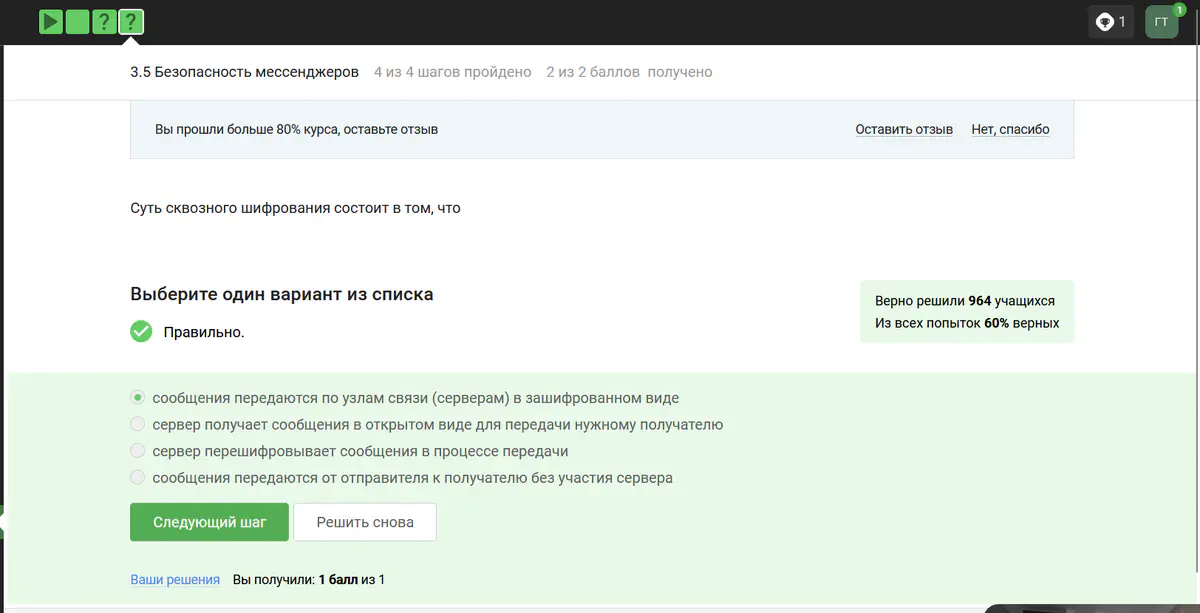 ? ?
1
ГТ
1
3.5 Безопасность мессенджеров 4 из 4 шагов пройдено 2 из 2 баллов получено
Вы прошли больше 80% курса, оставьте отзыв Оставить отзыв Нет, спасибо
Суть сквозного шифрования состоит в том, что
Выберите один вариант из списка
Верно решили 964 учащихся
Из всех попыток 60% верных
Правильно.
сообщения передаются по узлам связи (серверам) в зашифрованном виде
сервер получает сообщения в открытом виде для передачи нужному получателю
сервер перешифровывает сообщения в процессе передачи
сообщения передаются от отправителя к получателю без участия сервера
Следующий шаг Решить снова
Ваши решения Вы получили: 1 балл из 1